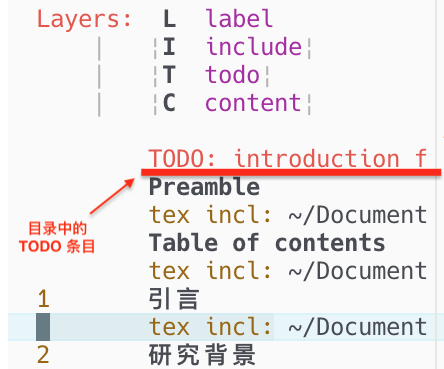 Layers: L label
I include
T todo
C content
TODO: introduction f
Preamble
tex incl: ~/Document
Table of contents
tex incl: ~/Document
1 引言
tex incl: ~/Document
2 研究背景
目录中的
TODO 条目